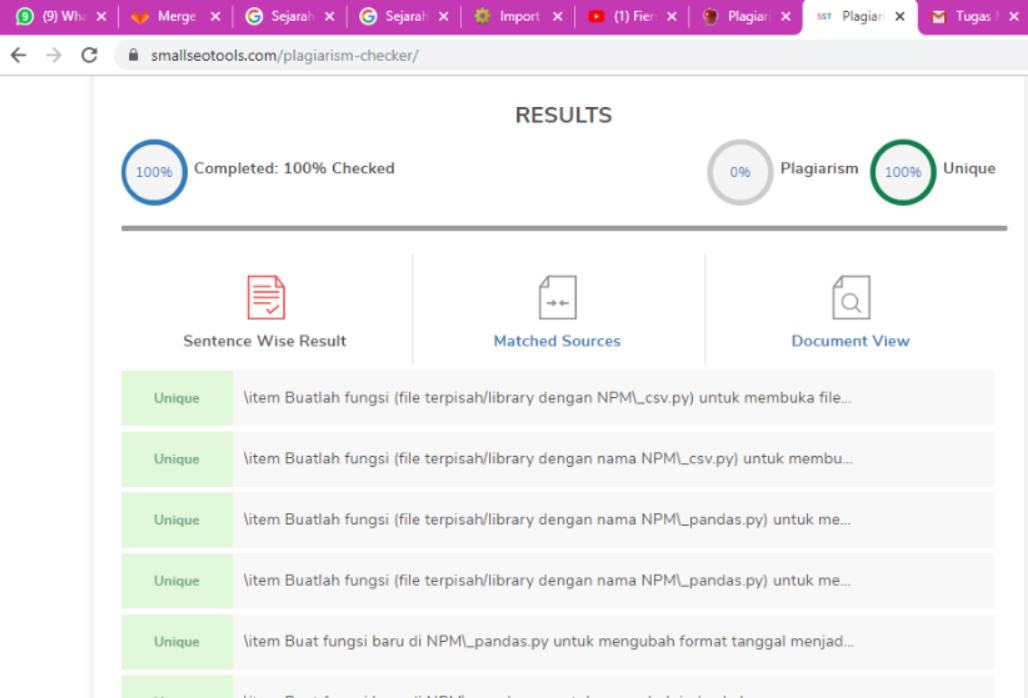 9 (9) Wha
Merge
Sejarah
Sejarah
Import
(1) Fier
Plagiari
SST Plagiari
Tugas
smallseotools.com/plagiarism-checker/
RESULTS
100% Completed: 100% Checked
0% Plagiarism 100% Unique
Sentence Wise Result
Matched Sources
Document View
Unique \item Buatlah fungsi (file terpisah/library dengan NPM\_csv.py) untuk membuka file...
Unique \item Buatlah fungsi (file terpisah/library dengan nama NPM\_csv.py) untuk membu...
Unique \item Buatlah fungsi (file terpisah/library dengan nama NPM\_pandas.py) untuk me...
Unique \item Buatlah fungsi (file terpisah/library dengan nama NPM\_pandas.py) untuk me...
Unique \item Buat fungsi baru di NPM\_pandas.py untuk mengubah format tanggal menjad...